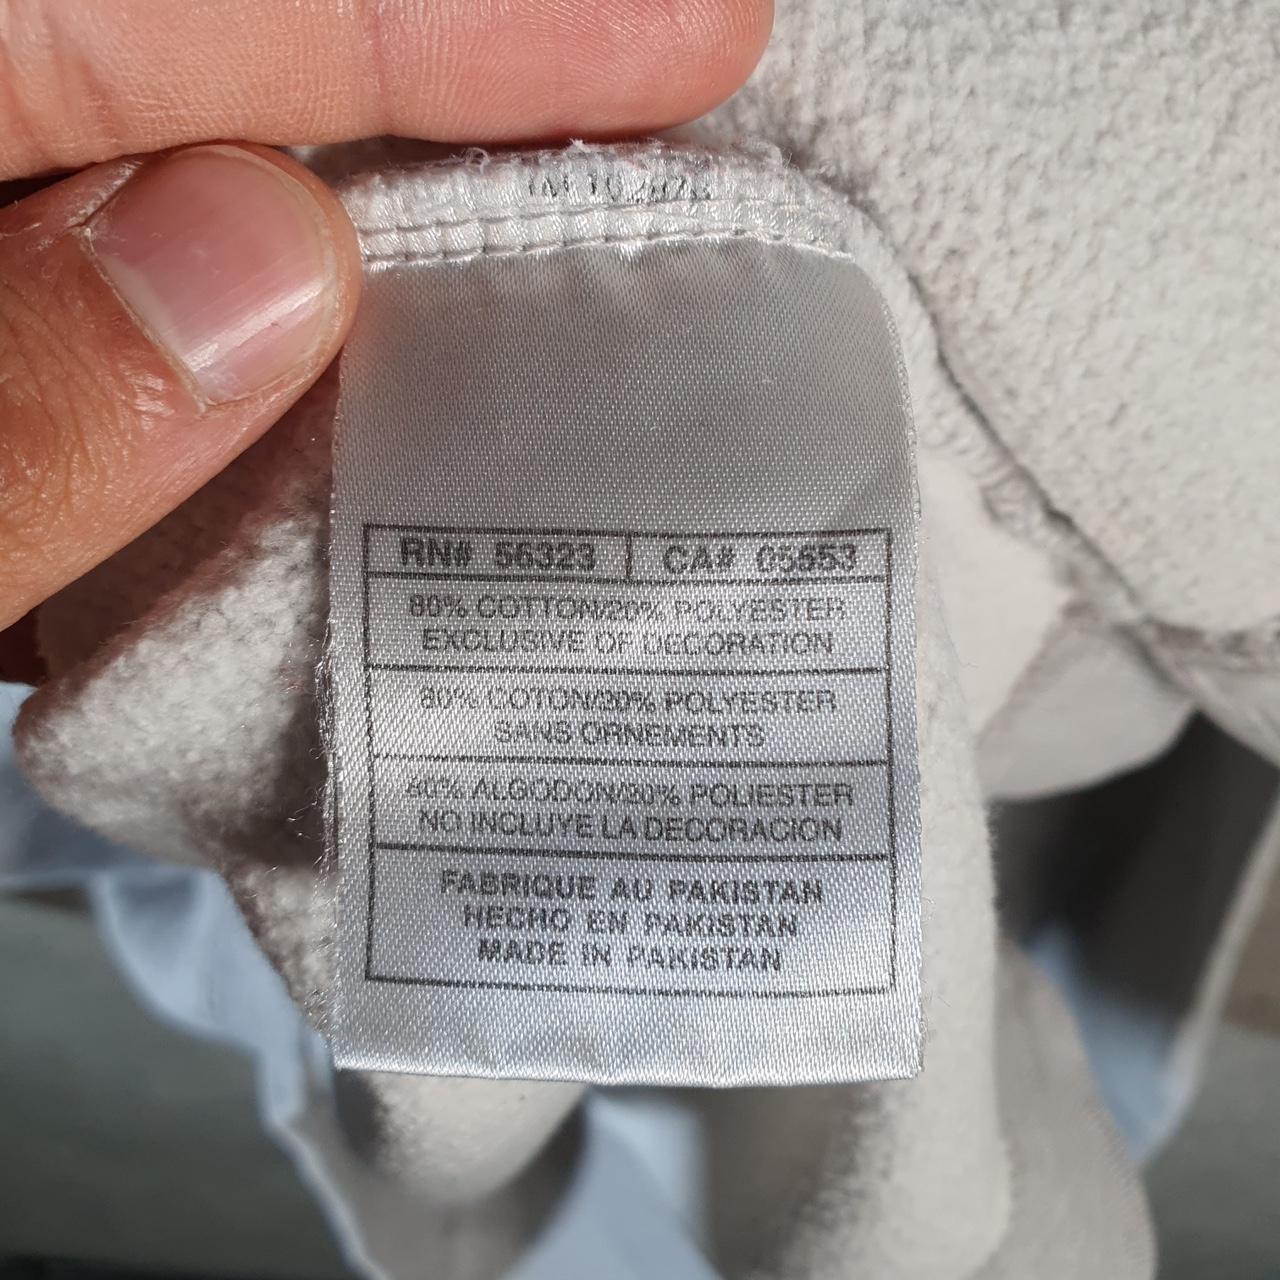 RN# 56323 CA# 05553
80% COTTON/20% POLYESTER
EXCLUSIVE OF DECORATION
80% COTON/20% POLYESTER
SANS ORNEMENTS
80% ALGODON/20% POLIESTER
NO INCLUYE LA DECORACION
FABRIQUE AU PAKISTAN
HECHO EN PAKISTAN
MADE IN PAKISTAN